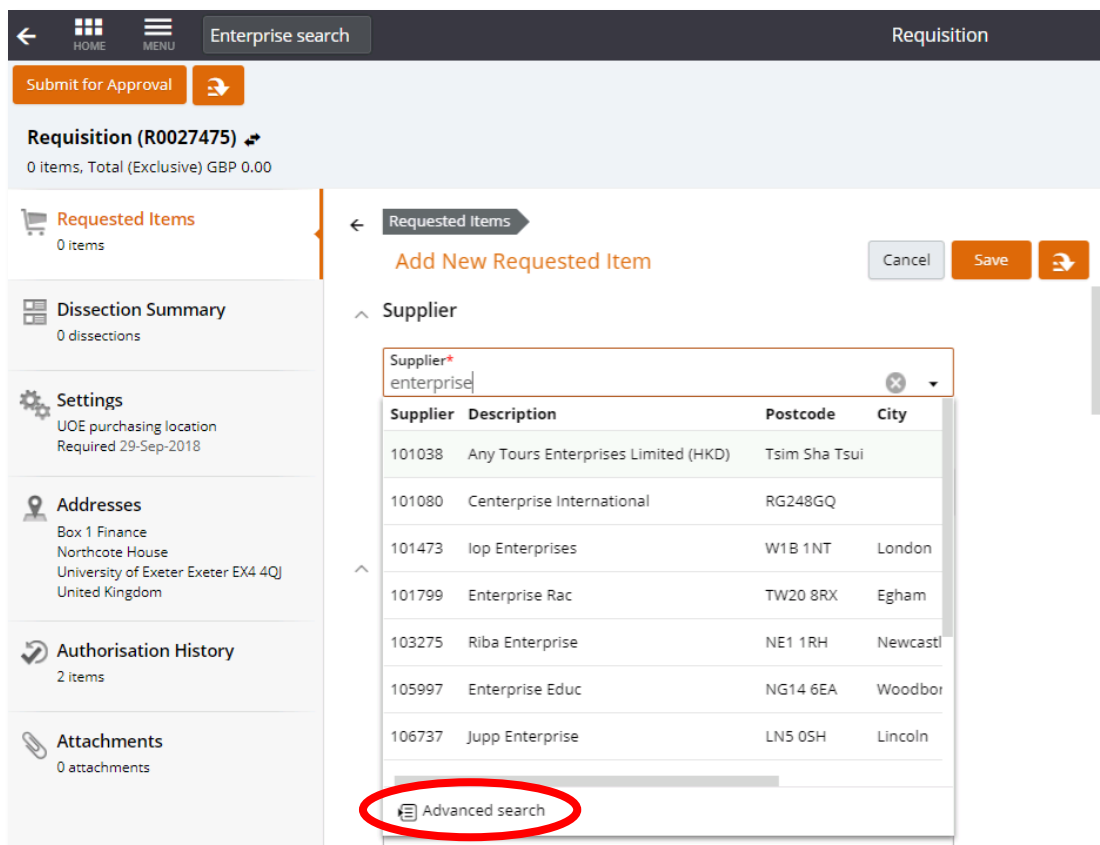 HOME MENU Enterprise search Requisition
Submit for Approval
Requisition (R0027475)
0 items, Total (Exclusive) GBP 0.00
Requested Items
0 items
Dissection Summary
0 dissections
Settings
UOE purchasing location
Required 29-Sep-2018
Addresses
Box 1 Finance
Northcote House
University of Exeter Exeter EX4 4QJ
United Kingdom
Authorisation History
2 items
Attachments
0 attachments
Requested Items
Add New Requested Item Cancel Save
Supplier
Supplier*
enterprise
Supplier Description Postcode City
101038 Any Tours Enterprises Limited (HKD) Tsim Sha Tsui
101080 Centerprise International RG248GQ
101473 Iop Enterprises W1B 1NT London
101799 Enterprise Rac TW20 8RX Egham
103275 Riba Enterprise NE1 1RH Newcastl
105997 Enterprise Educ NG14 6EA Woodbor
106737 Jupp Enterprise LN5 0SH Lincoln
Advanced search